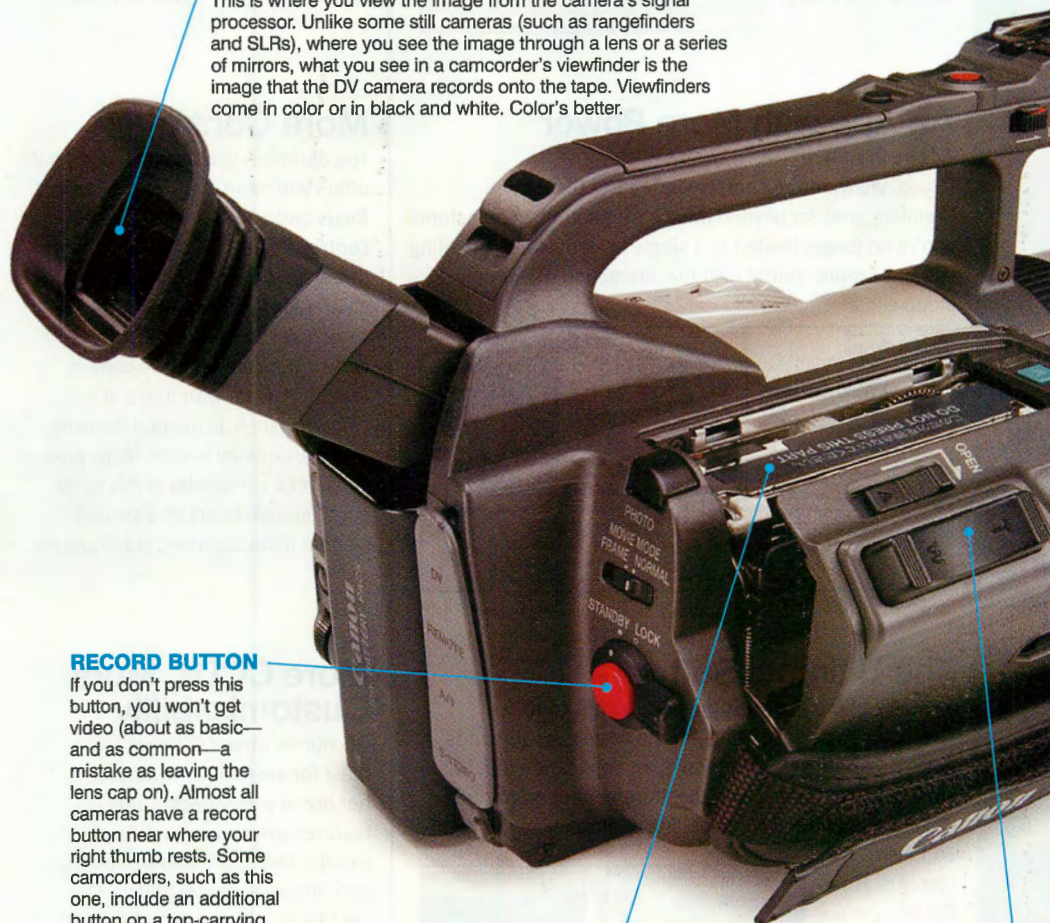 This is where you view the image from the camera's signal
processor. Unlike some still cameras (such as rangefinders
and SLRs), where you see the image through a lens or a series
of mirrors, what you see in a camcorder's viewfinder is the
image that the DV camera records onto the tape. Viewfinders
come in color or in black and white. Color's better.
DO NOT PRESS THIS PART.
OPEN
PHOTO
MOVIE MODE
FRAME NORMAL
STANDBY LOCK
DV
REMOTE
A/V
S-VIDEO
Canon
Canon
RECORD BUTTON
If you don't press this
button, you won't get
video (about as basic—
and as common—a
mistake as leaving the
lens cap on). Almost all
cameras have a record
button near where your
right thumb rests. Some
camcorders, such as this
one, include an additional
button on a top-carrying